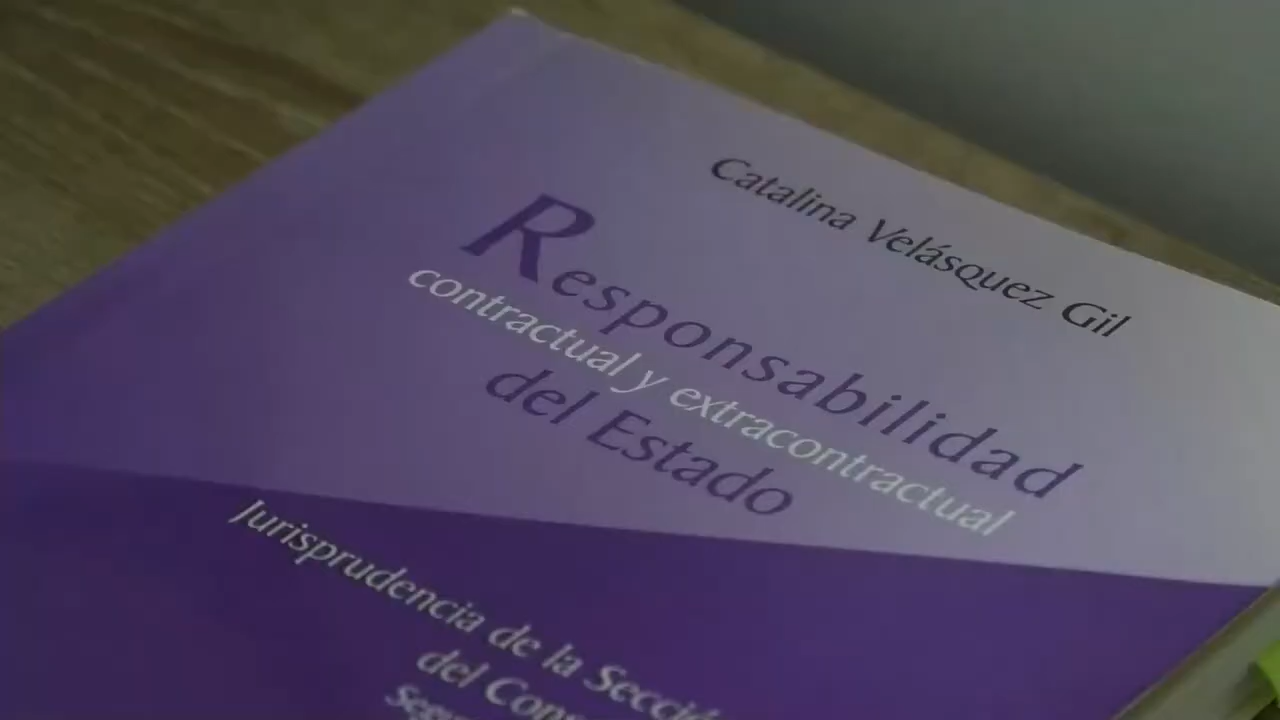 Catalina Velásquez Gil
Responsabilidad
contractual y extracontractual
del Estado
Jurisprudencia de la
del